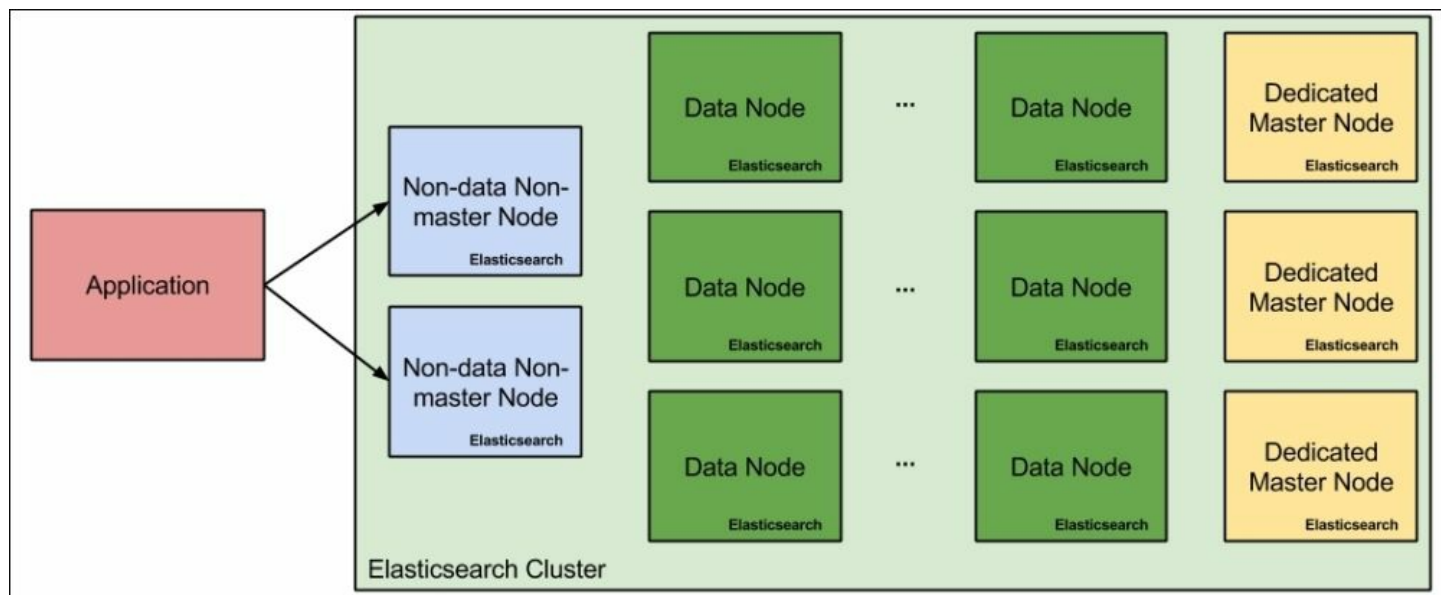 Application
Non-data Non-
master Node
Elasticsearch
Non-data Non-
master Node
Elasticsearch
Data Node
Elasticsearch
...
Data Node
Elasticsearch
Dedicated
Master Node
Elasticsearch
Data Node
Elasticsearch
...
Data Node
Elasticsearch
Dedicated
Master Node
Elasticsearch
Data Node
Elasticsearch
...
Data Node
Elasticsearch
Dedicated
Master Node
Elasticsearch
Elasticsearch Cluster